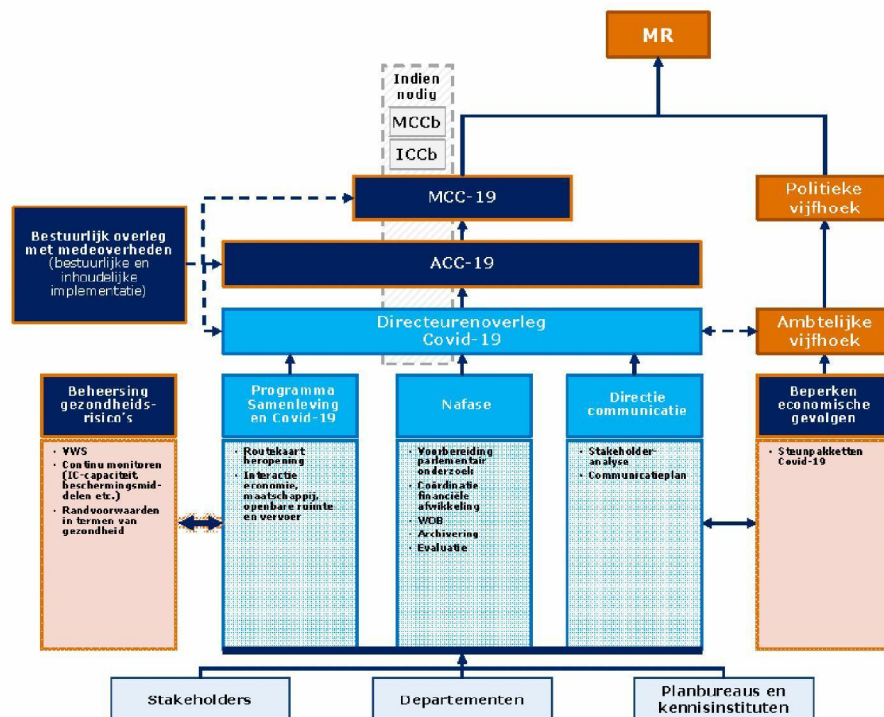 MR
Indien
nodig
MCCb
ICCb
MCC-19
Politieke
vijfhoek
Bestuurlijk overleg
met medeoverheden
(bestuurlijke en
inhoudelijke
implementatie)
ACC-19
Directeurenoverleg
Covid-19
Ambtelijke
vijfhoek
Beheersing
gezondheids-
risico's
Programma
Samenleving
en Covid-19
Nafase
Directie
communicatie
Beperken
economische
gevolgen
• VWS
• Continu monitoren
(IC-capaciteit,
beschermingsmid-
delen etc.)
• Randvoorwaarden
in termen van
gezondheid
• Routekaart
heropening
• Interactie
economie,
maatschappij,
openbare ruimte
en vervoer
• Voorbereiding
parlementair
onderzoek
• Coördinatie
financiële
afwikkeling
• WOB
• Archivering
• Evaluatie
• Stakeholder-
analyse
• Communicatieplan
• Steunpakketten
Covid-19
Stakeholders
Departementen
Planbureaus en
kennisinstituten